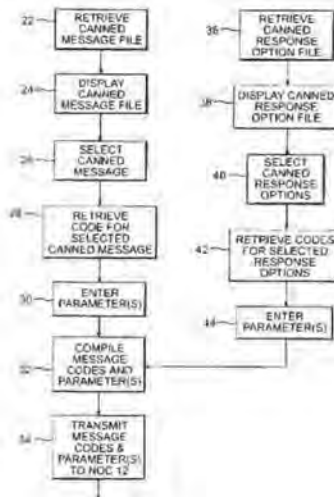 22
RETRIEVE
CANNED
MESSAGE FILE
24
DISPLAY
CANNED
MESSAGE FILE
26
SELECT
CANNED
MESSAGE
28
RETRIEVE
CODE FOR
SELECTED
CANNED MESSAGE
30
ENTER
PARAMETER(S)
32
COMPILE
MESSAGE
CODES AND
PARAMETER(S)
34
TRANSMIT
MESSAGE
CODES &
PARAMETER(S)
TO NOC 12
36
RETRIEVE
CANNED
RESPONSE
OPTION FILE
38
DISPLAY CANNED
RESPONSE
OPTION FILE
40
SELECT
CANNED
RESPONSE
OPTIONS
42
RETRIEVE CODES
FOR SELECTED
RESPONSE
OPTIONS
44
ENTER
PARAMETER(S)